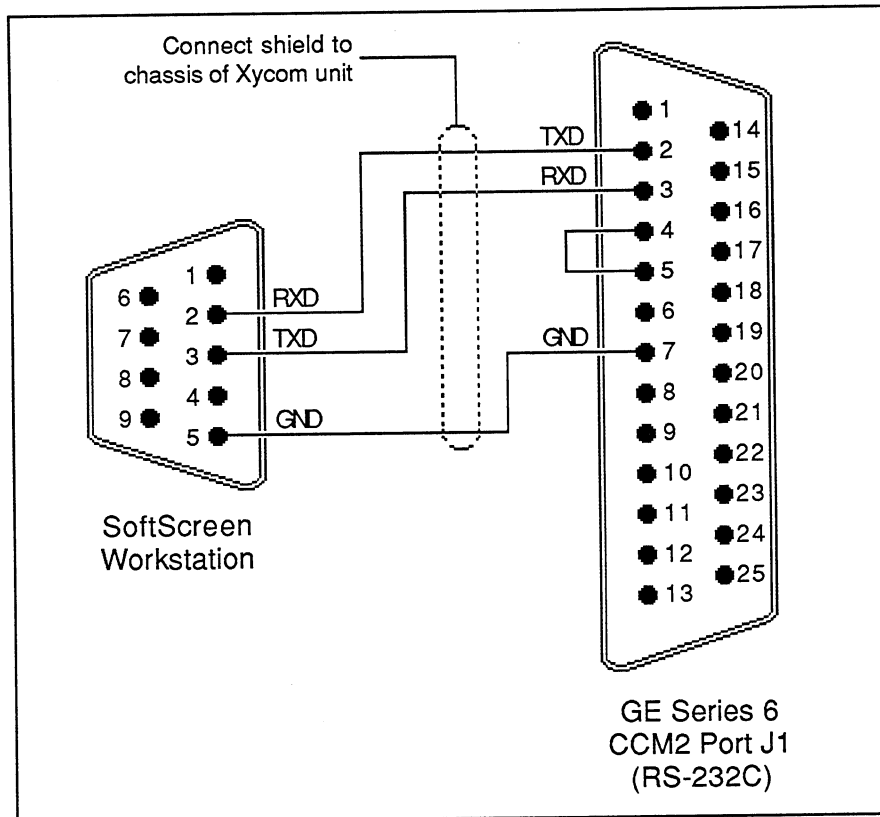 Connect shield to
chassis of Xycom unit
TXD
RXD
GND
1
2
3
4
5
6
7
8
9
10
11
12
13
14
15
16
17
18
19
20
21
22
23
24
25
RXD
TXD
GND
1
2
3
4
5
6
7
8
9
SoftScreen
Workstation
GE Series 6
CCM2 Port J1
(RS-232C)